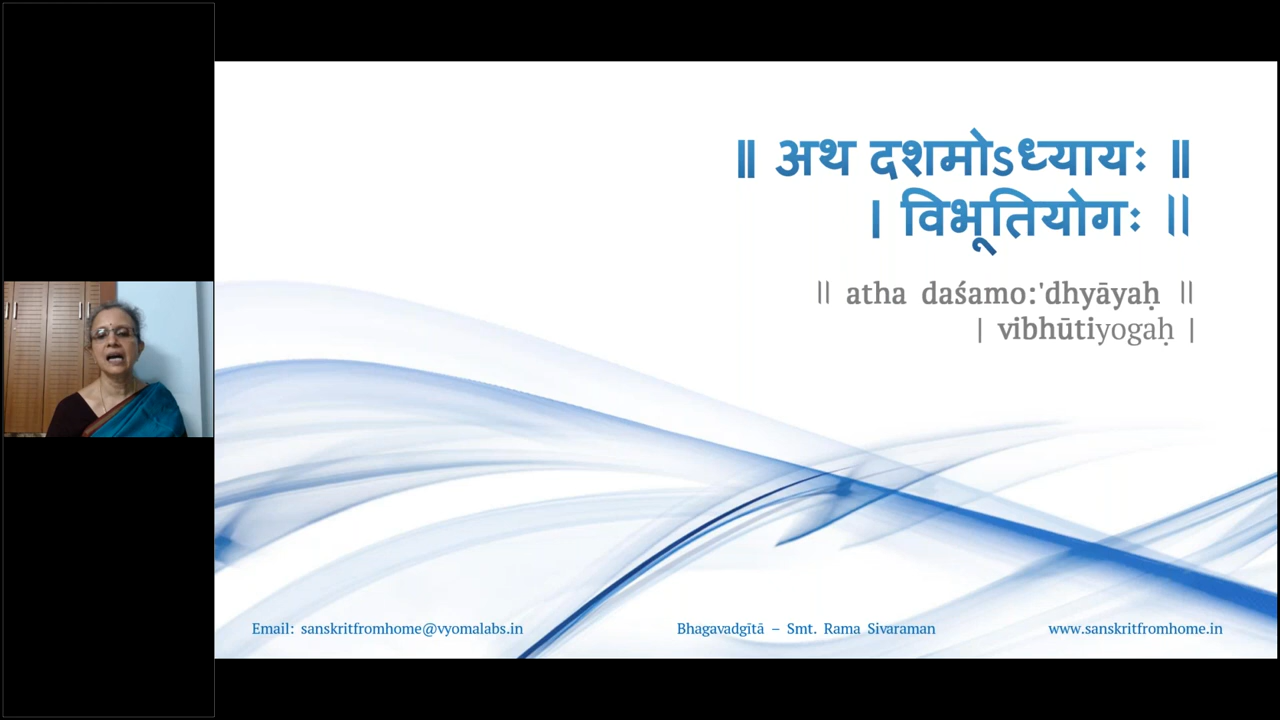 ॥ अथ दशमोऽध्यायः ॥
। विभूतियोगः ॥
॥ atha daśamo:'dhyāyaḥ ॥
| vibhūtiyogaḥ |
Email: sanskritfromhome@vyomalabs.in
Bhagavadgītā – Smt. Rama Sivaraman
www.sanskritfromhome.in